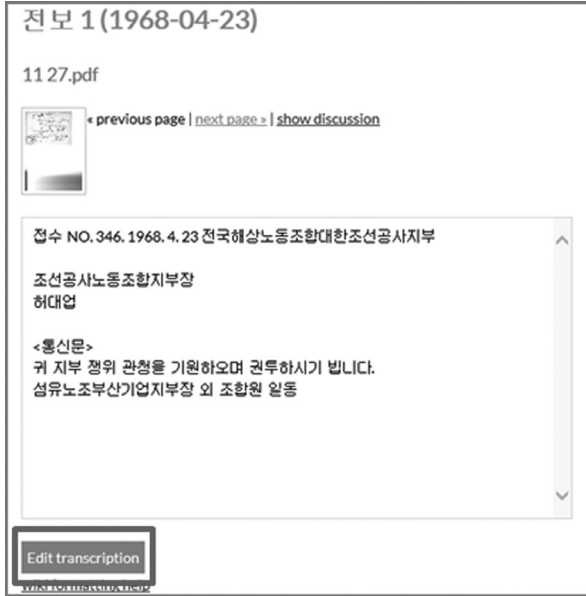 전보 1 (1968-04-23)
11 27.pdf
« previous page | next page » | show discussion
접수 NO. 346. 1968. 4. 23 전국해상노동조합대한조선공사지부
조선공사노동조합지부장
허대업
<통신문>
귀 지부 쟁위 관철을 기원하오며 권투하시기 빕니다.
섬유노조부산기업지부장 외 조합원 일동
Edit transcription
wiki formatting help